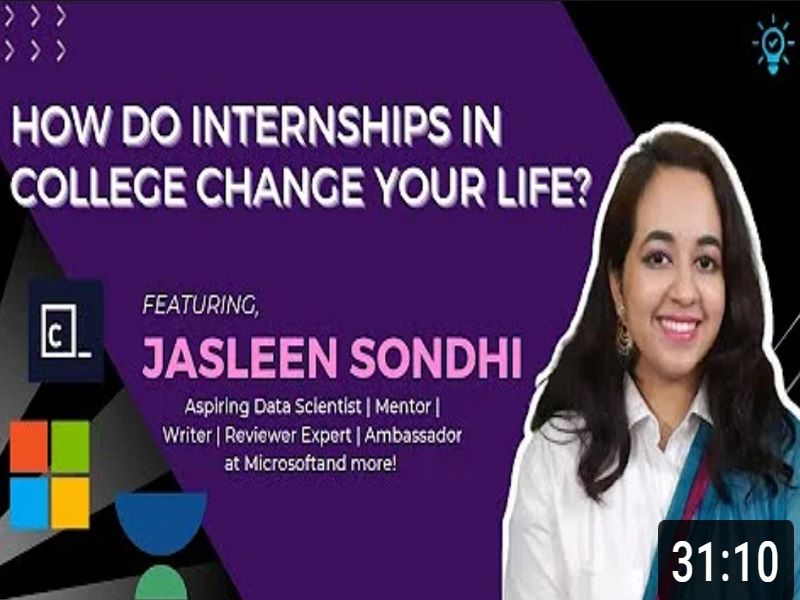 HOW DO INTERNSHIPS IN
COLLEGE CHANGE YOUR LIFE?
FEATURING,
JASLEEN SONDHI
Aspiring Data Scientist | Mentor |
Writer | Reviewer Expert | Ambassador
at Microsoftand more!
c_
31:10